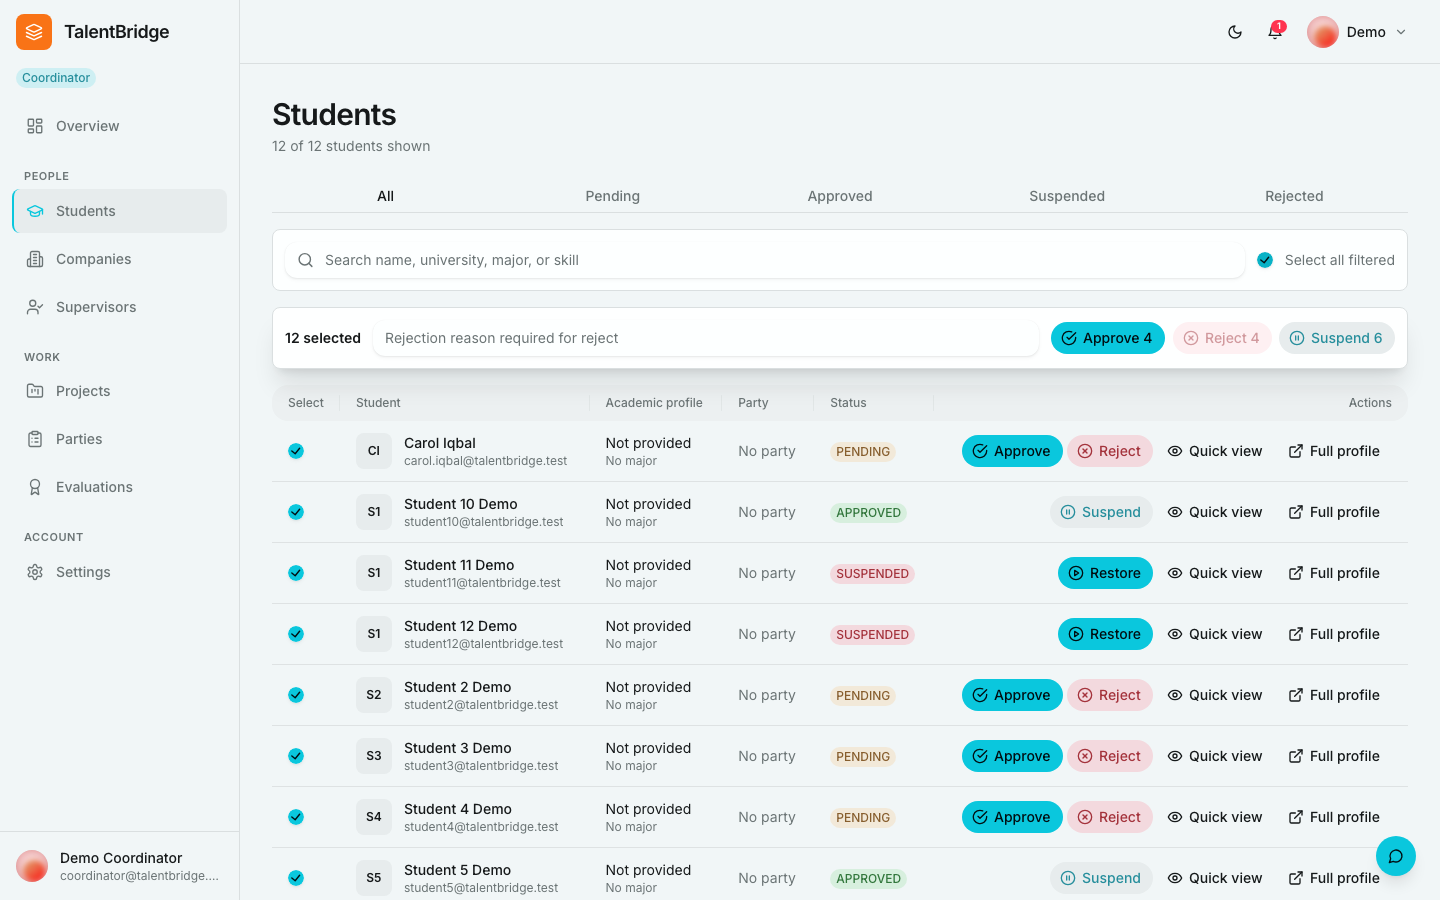 TalentBridge
Coordinator
Overview
PEOPLE
Students
Companies
Supervisors
WORK
Projects
Parties
Evaluations
ACCOUNT
Settings
Demo Coordinator
coordinator@talentbridge....
1
Demo
Students
12 of 12 students shown
All Pending Approved Suspended Rejected
Search name, university, major, or skill
Select all filtered
12 selected Rejection reason required for reject Approve 4 Reject 4 Suspend 6
Select Student Academic profile Party Status Actions
CI Carol Iqbal Not provided No party PENDING Approve Reject Quick view Full profile
carol.iqbal@talentbridge.test No major
S1 Student 10 Demo Not provided No party APPROVED Suspend Quick view Full profile
student10@talentbridge.test No major
S1 Student 11 Demo Not provided No party SUSPENDED Restore Quick view Full profile
student11@talentbridge.test No major
S1 Student 12 Demo Not provided No party SUSPENDED Restore Quick view Full profile
student12@talentbridge.test No major
S2 Student 2 Demo Not provided No party PENDING Approve Reject Quick view Full profile
student2@talentbridge.test No major
S3 Student 3 Demo Not provided No party PENDING Approve Reject Quick view Full profile
student3@talentbridge.test No major
S4 Student 4 Demo Not provided No party PENDING Approve Reject Quick view Full profile
student4@talentbridge.test No major
S5 Student 5 Demo Not provided No party APPROVED Suspend Quick view Full profile
student5@talentbridge.test No major